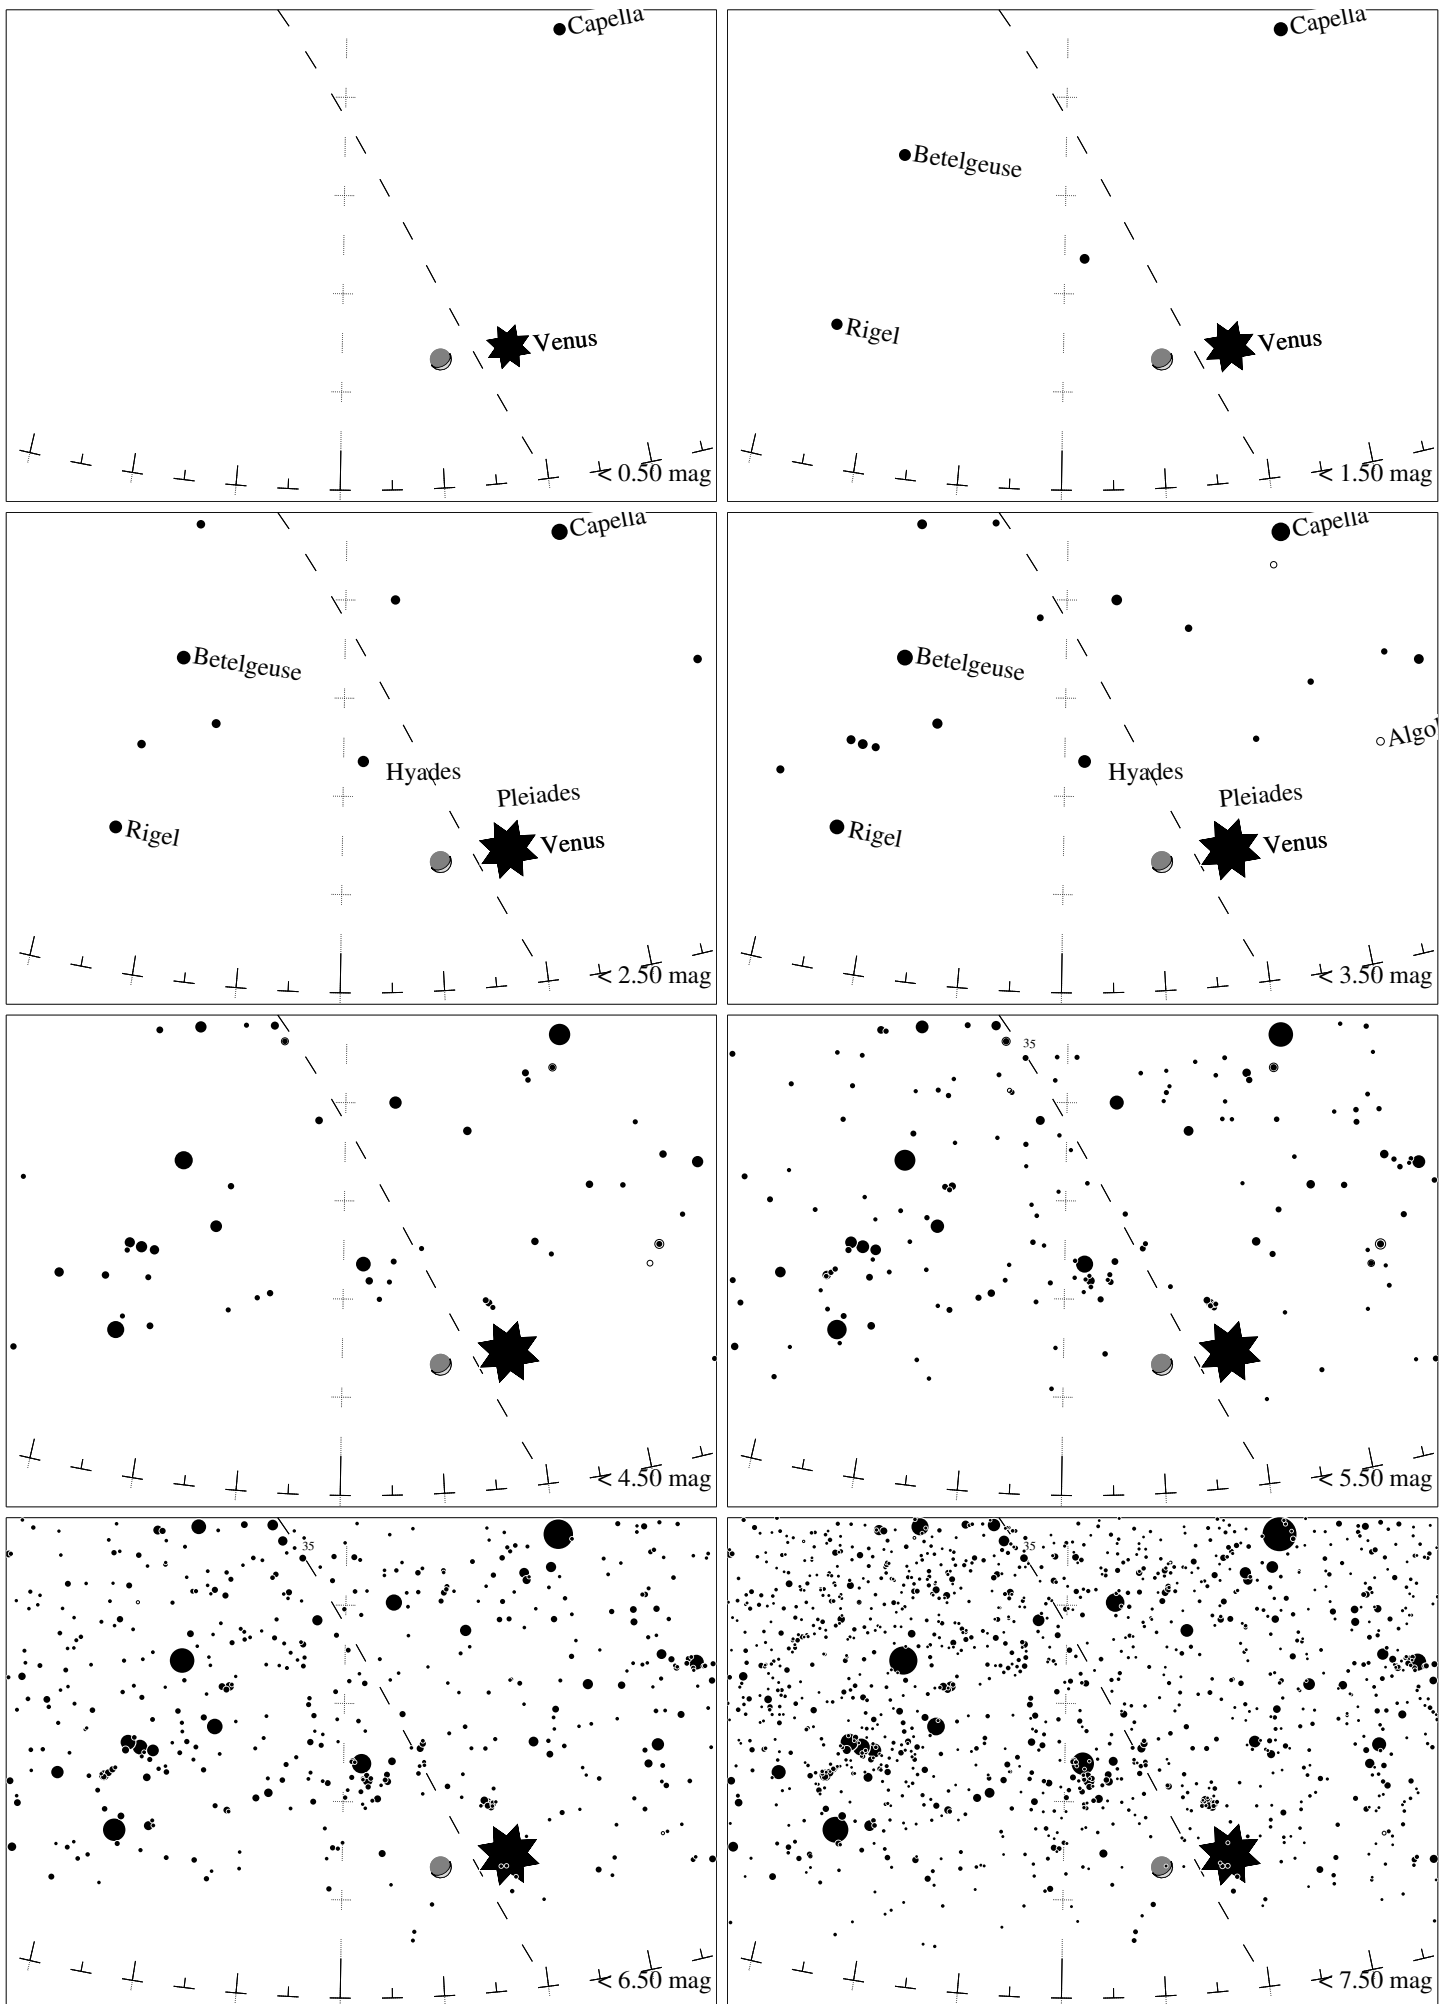 Capella
Venus
< 0.50 mag
Capella
Betelgeuse
Rigel
Venus
< 1.50 mag
Capella
Betelgeuse
Hyades
Pleiades
Rigel
Venus
< 2.50 mag
Capella
Betelgeuse
Algol
Hyades
Pleiades
Rigel
Venus
< 3.50 mag
< 4.50 mag
35
< 5.50 mag
35
< 6.50 mag
35
< 7.50 mag